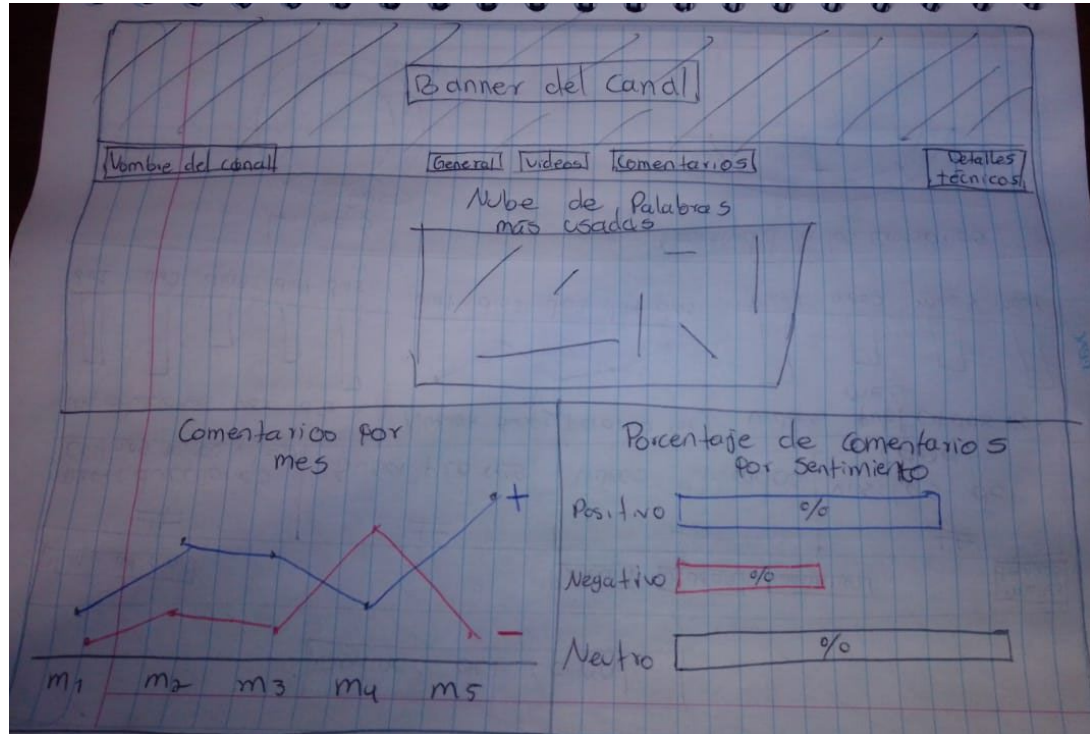 Banner del Canal
Nombre del canal
General
Videos
Comentarios
Detalles
técnicos
Nube de Palabras
más usadas
Comentarios por
mes
+
-
m1 m2 m3 m4 m5
Porcentaje de comentarios
por sentimiento
Positivo %
Negativo %
Neutro %